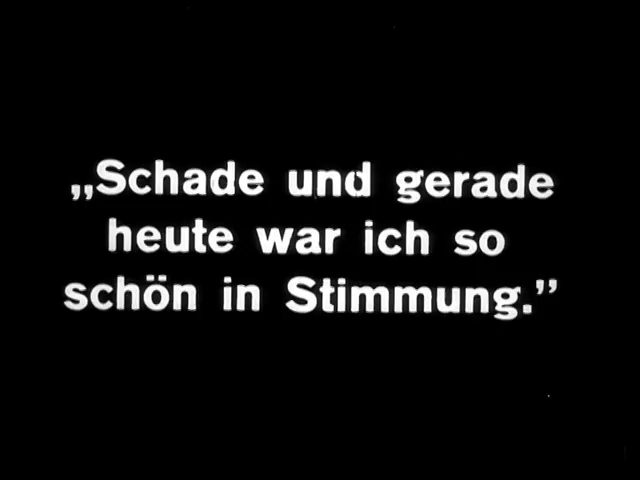 „Schade und gerade
heute war ich so
schön in Stimmung.”